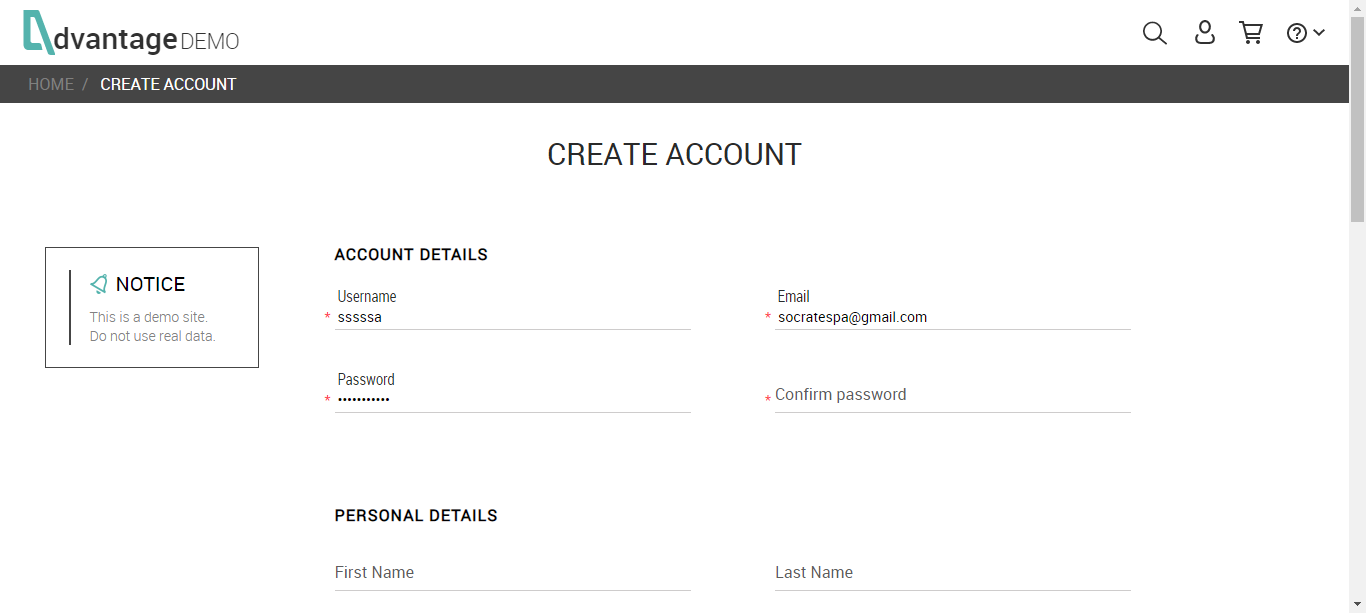 dvantage DEMO
HOME / CREATE ACCOUNT
CREATE ACCOUNT
NOTICE
This is a demo site.
Do not use real data.
ACCOUNT DETAILS
Username
* sssssa
Email
* socratespa@gmail.com
Password
* •••••••••••
* Confirm password
PERSONAL DETAILS
First Name
Last Name